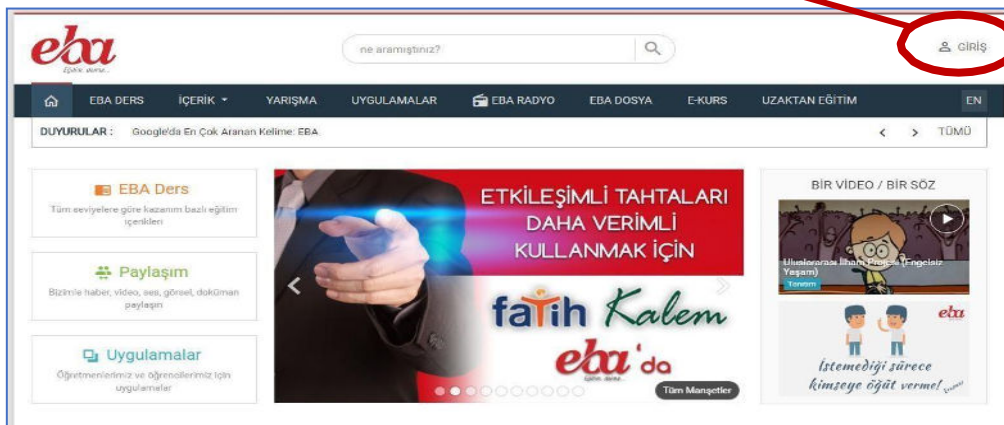 eba
Eğitim, varsa...
ne aramıştınız?
GİRİŞ
EBA DERS İÇERİK YARIŞMA UYGULAMALAR EBA RADYO EBA DOSYA E-KURS UZAKTAN EĞİTİM EN
DUYURULAR : Google'da En Çok Aranan Kelime: EBA
< > TÜMÜ
EBA Ders
Tüm seviyelere göre kazanım bazlı eğitim
içerikleri
Paylaşım
Bizimle haber, video, ses, görsel, doküman
paylaşın
Uygulamalar
Öğretmenlerimiz ve öğrencilerimiz için
uygulamalar
ETKİLEŞİMLİ TAHTALARI
DAHA VERİMLİ
KULLANMAK İÇİN
fatih Kalem
eba'da
Tüm Manşetler
BİR VİDEO / BİR SÖZ
Uluslararası İlham Projesi (Engelsiz
Yaşam)
Tanıtım
eba
İstemediği sürece
kimseye öğüt verme!